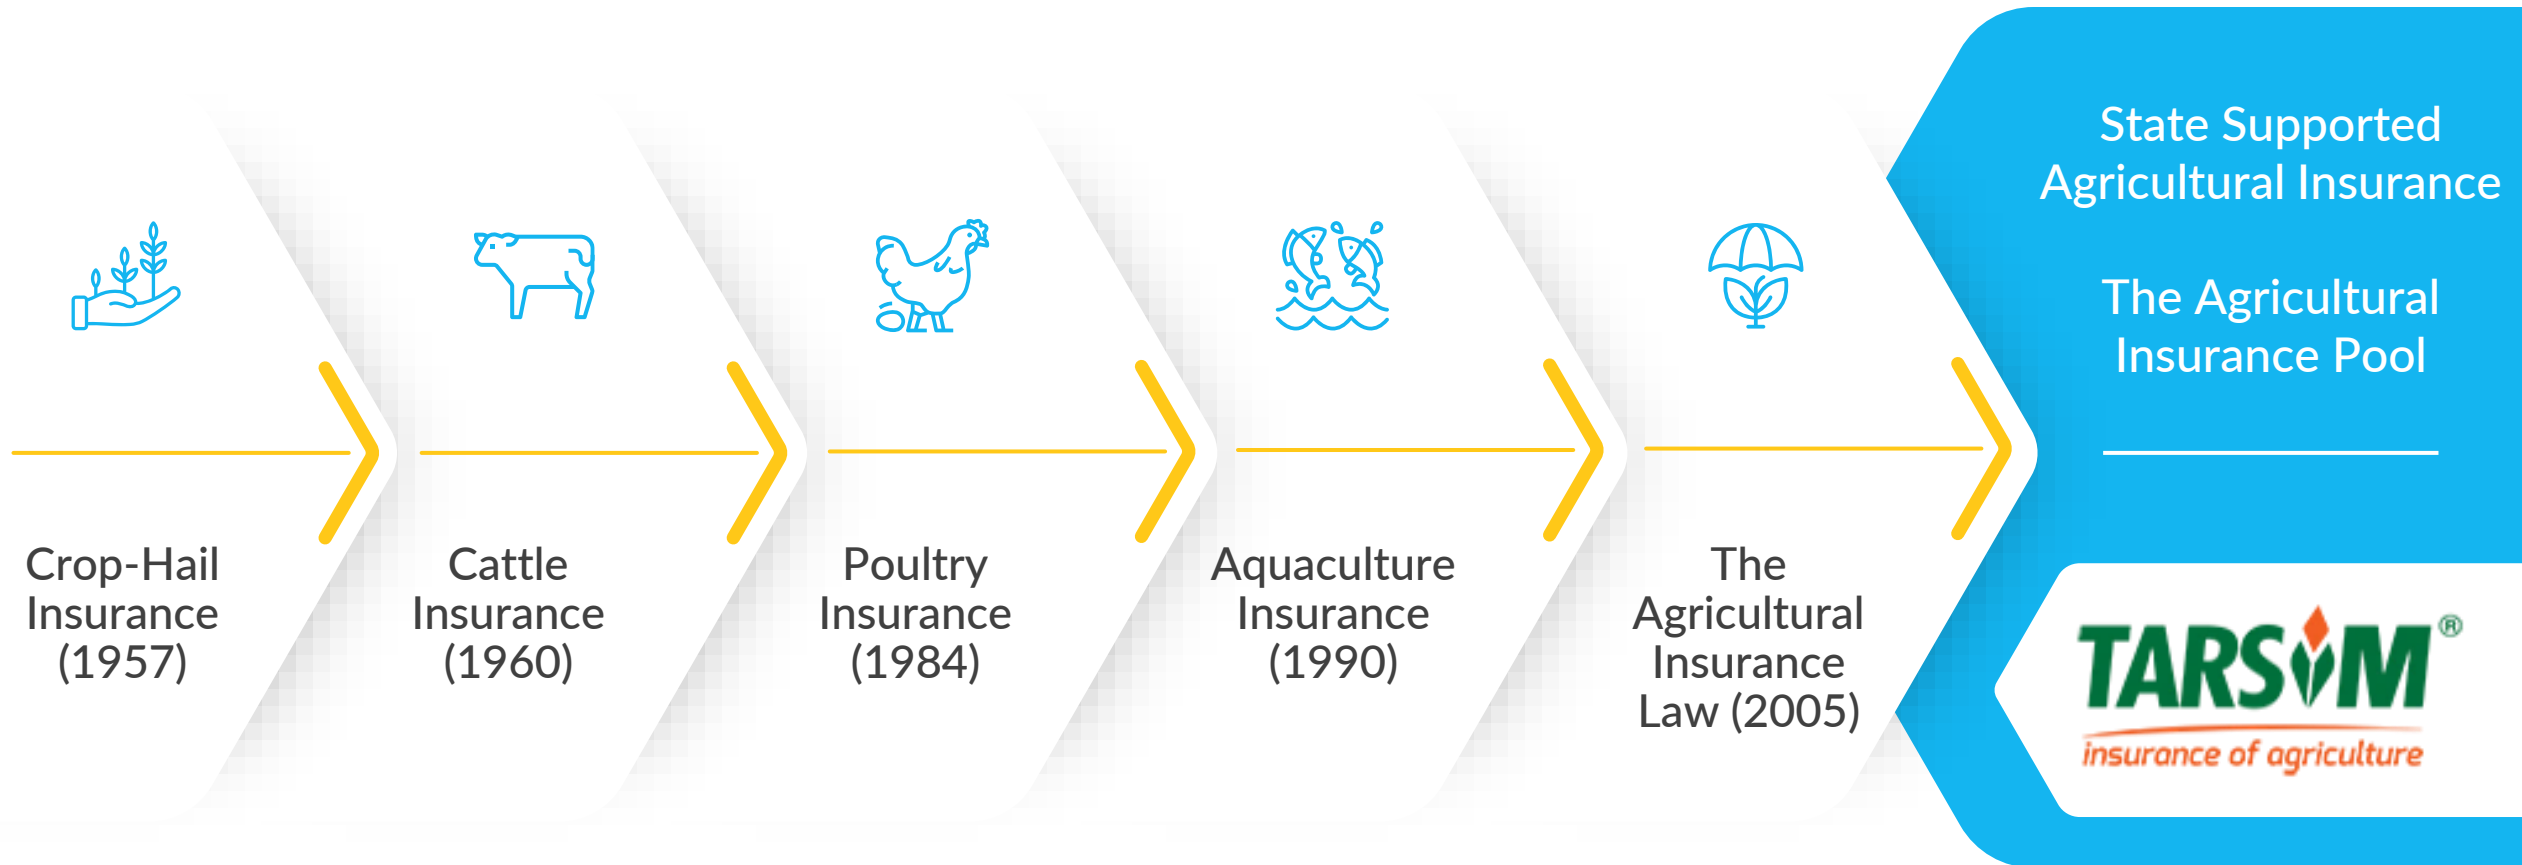 Crop-Hail
Insurance
(1957)
Cattle
Insurance
(1960)
Poultry
Insurance
(1984)
Aquaculture
Insurance
(1990)
The
Agricultural
Insurance
Law (2005)
State Supported
Agricultural Insurance
The Agricultural
Insurance Pool
TARSİM®
insurance of agriculture